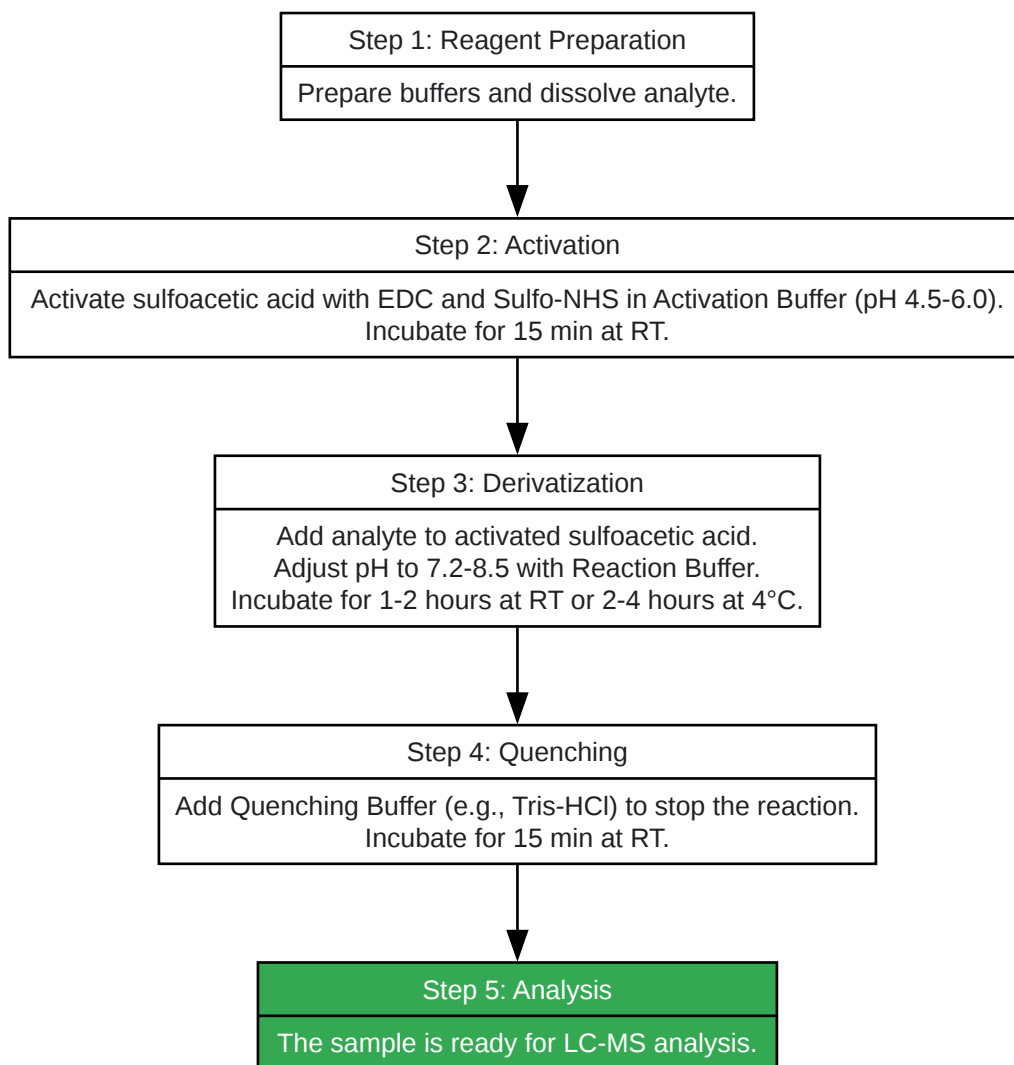 Step 1: Reagent Preparation
Prepare buffers and dissolve analyte.
Step 2: Activation
Activate sulfoacetic acid with EDC and Sulfo-NHS in Activation Buffer (pH 4.5-6.0).
Incubate for 15 min at RT.
Step 3: Derivatization
Add analyte to activated sulfoacetic acid.
Adjust pH to 7.2-8.5 with Reaction Buffer.
Incubate for 1-2 hours at RT or 2-4 hours at 4°C.
Step 4: Quenching
Add Quenching Buffer (e.g., Tris-HCl) to stop the reaction.
Incubate for 15 min at RT.
Step 5: Analysis
The sample is ready for LC-MS analysis.